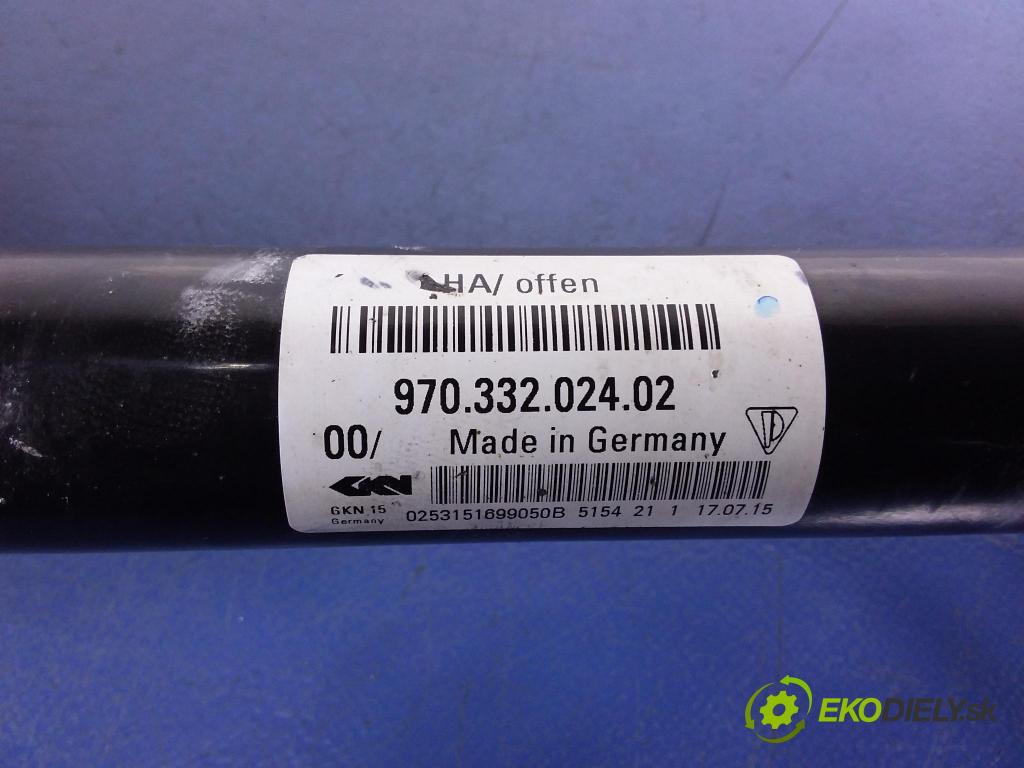 HA/ offen
970.332.024.02
00/ Made in Germany
GKN
GKN 15
Germany
0253151699050B 5154 21 1 17.07.15
EKODIELY.sk